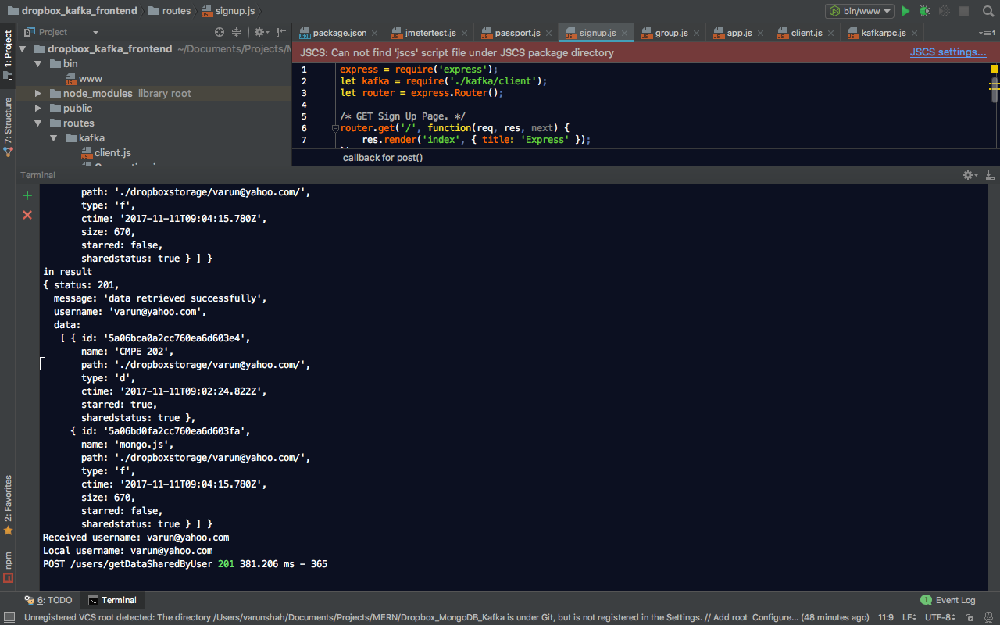 dropbox_kafka_frontend routes signup.js bin/www
1: Project
Project
package.json jmetertest.js passport.js signup.js group.js app.js client.js kafkarpc.js 1
dropbox_kafka_frontend ~/Documents/Projects/M
bin
www
node_modules library root
public
routes
kafka
client.js
JSCS: Can not find 'jscs' script file under JSCS package directory JSCS settings...
1 express = require('express');
2 let kafka = require('./kafka/client');
3 let router = express.Router();
4
5 /* GET Sign Up Page. */
6 router.get('/', function(req, res, next) {
7 res.render('index', { title: 'Express' });
callback for post()
Z: Structure
Terminal
path: './dropboxstorage/varun@yahoo.com/',
type: 'f',
ctime: '2017-11-11T09:04:15.780Z',
size: 670,
starred: false,
sharedstatus: true } ] }
in result
{ status: 201,
message: 'data retrieved successfully',
username: 'varun@yahoo.com',
data:
[ { id: '5a06bca0a2cc760ea6d603e4',
name: 'CMPE 202',
path: './dropboxstorage/varun@yahoo.com/',
type: 'd',
ctime: '2017-11-11T09:02:24.822Z',
starred: true,
sharedstatus: true },
{ id: '5a06bd0fa2cc760ea6d603fa',
name: 'mongo.js',
path: './dropboxstorage/varun@yahoo.com/',
type: 'f',
ctime: '2017-11-11T09:04:15.780Z',
size: 670,
starred: false,
sharedstatus: true } ] }
Received username: varun@yahoo.com
Local username: varun@yahoo.com
POST /users/getDataSharedByUser 201 381.206 ms - 365
2: Favorites
npm
6: TODO Terminal 1 Event Log
Unregistered VCS root detected: The directory /Users/varunshah/Documents/Projects/MERN/Dropbox_MongoDB_Kafka is under Git, but is not registered in the Settings. // Add root Configure... (48 minutes ago) 11:9 LF UTF-8